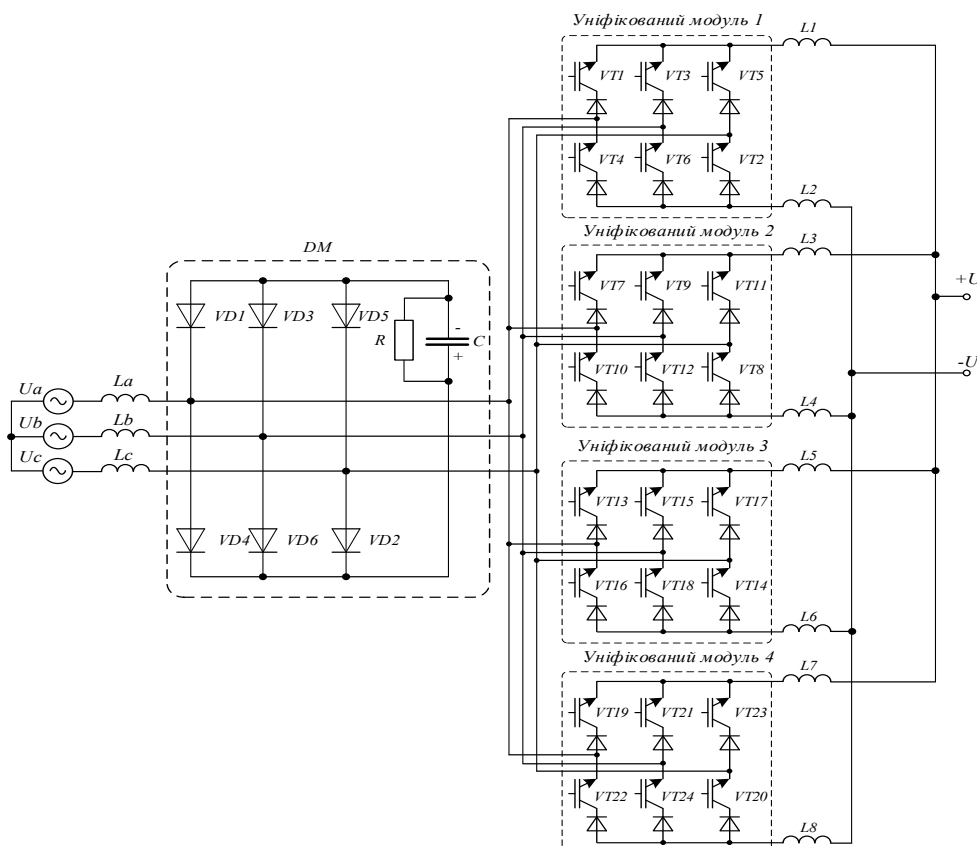 Уніфікований модуль 1
L1
VT1 VT3 VT5
VT4 VT6 VT2
L2
Уніфікований модуль 2
L3
DM
VT7 VT9 VT11
+U
VD1 VD3 VD5
R - C
+
VT10 VT12 VT8
-U
Ua La
L4
Ub Lb
Уніфікований модуль 3
Uc Lc
L5
VT13 VT15 VT17
VD4 VD6 VD2
VT16 VT18 VT14
L6
Уніфікований модуль 4
L7
VT19 VT21 VT23
VT22 VT24 VT20
L8